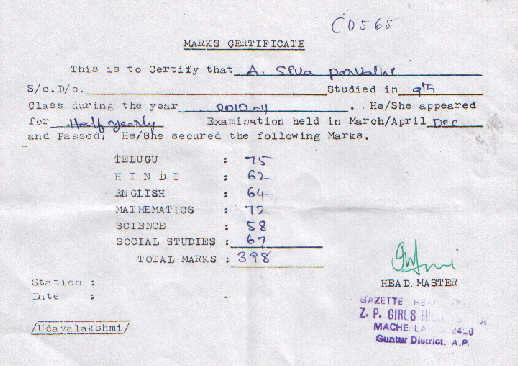 CD565
MARKS CERTIFICATE
This is to Certify that A. Siva parvathi
S/o.D/o. Studied in 9th
Class during the year 2010-11 . He/She appeared
for Half yearly Examination held in March/April Dec
and Passed. He/She secured the following Marks.
TELUGU : 75
HINDI : 62
ENGLISH : 64
MATHEMATICS : 72
SCIENCE : 58
SOCIAL STUDIES : 67
TOTAL MARKS : 398
HEAD MASTER
Station :
Date :
GAZETTE
Z. P. GIRLS
MACHE
Guntur District, A.P.
/Udayalakshmi/